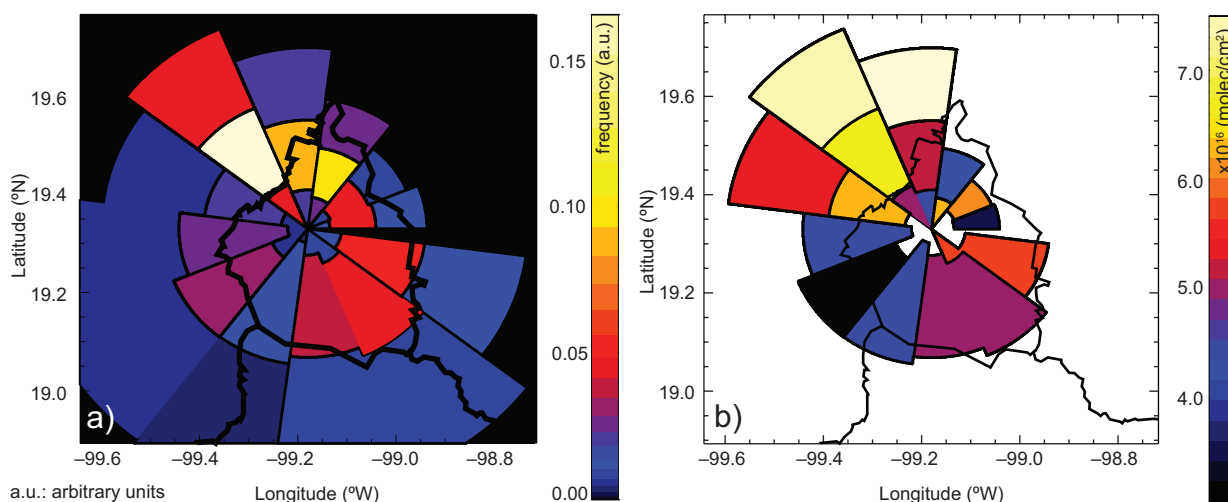 0.15
0.10
0.05
0.00
frequency (a.u.)
19.6
19.4
19.2
19.0
Latitude (ºN)
a)
–99.6
–99.4
–99.2
–99.0
–98.8
Longitude (ºW)
a.u.: arbitrary units
7.0
6.0
5.0
4.0
x10¹⁶ (molec/cm²)
19.6
19.4
19.2
19.0
Latitude (ºN)
b)
–99.6
–99.4
–99.2
–99.0
–98.8
Longitude (ºW)